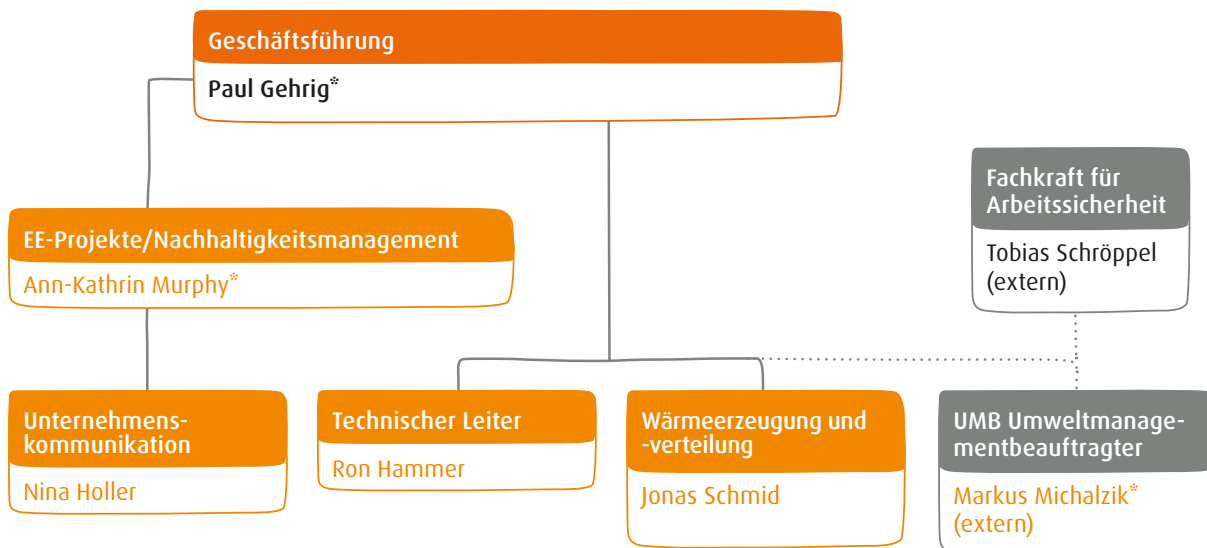 Geschäftsführung
Paul Gehrig*
Fachkraft für
Arbeitssicherheit
Tobias Schröppel
(extern)
EE-Projekte/Nachhaltigkeitsmanagement
Ann-Kathrin Murphy*
Unternehmens-
kommunikation
Nina Holler
Technischer Leiter
Ron Hammer
Wärmeerzeugung und
-verteilung
Jonas Schmid
UMB Umweltmanage-
mentbeauftragter
Markus Michalzik*
(extern)